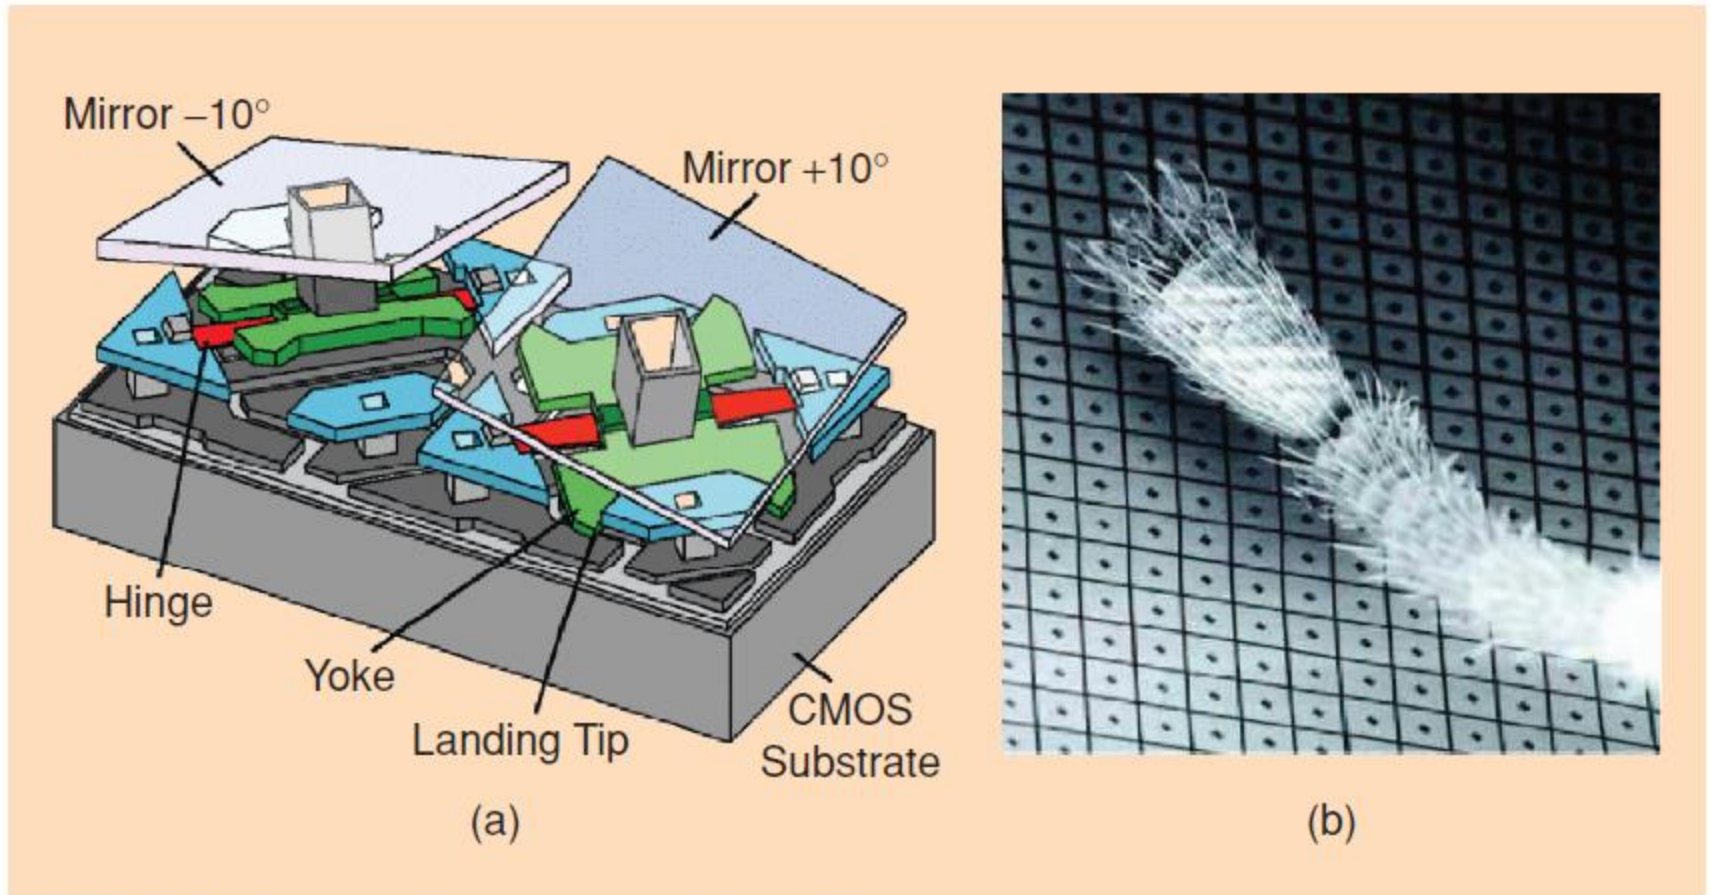 Mirror –10°
Mirror +10°
Hinge
Yoke
Landing Tip
CMOS
Substrate
(a)
(b)